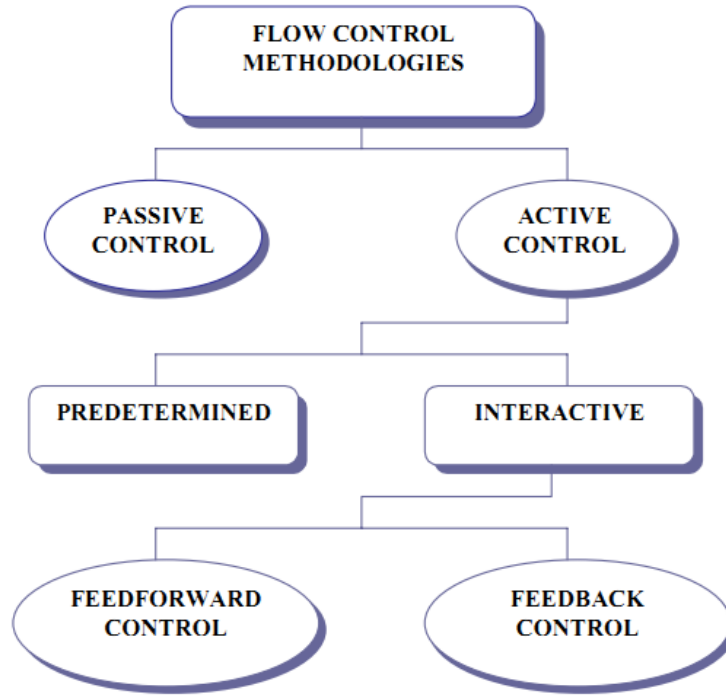 FLOW CONTROL
METHODOLOGIES
PASSIVE
CONTROL
ACTIVE
CONTROL
PREDETERMINED
INTERACTIVE
FEEDFORWARD
CONTROL
FEEDBACK
CONTROL